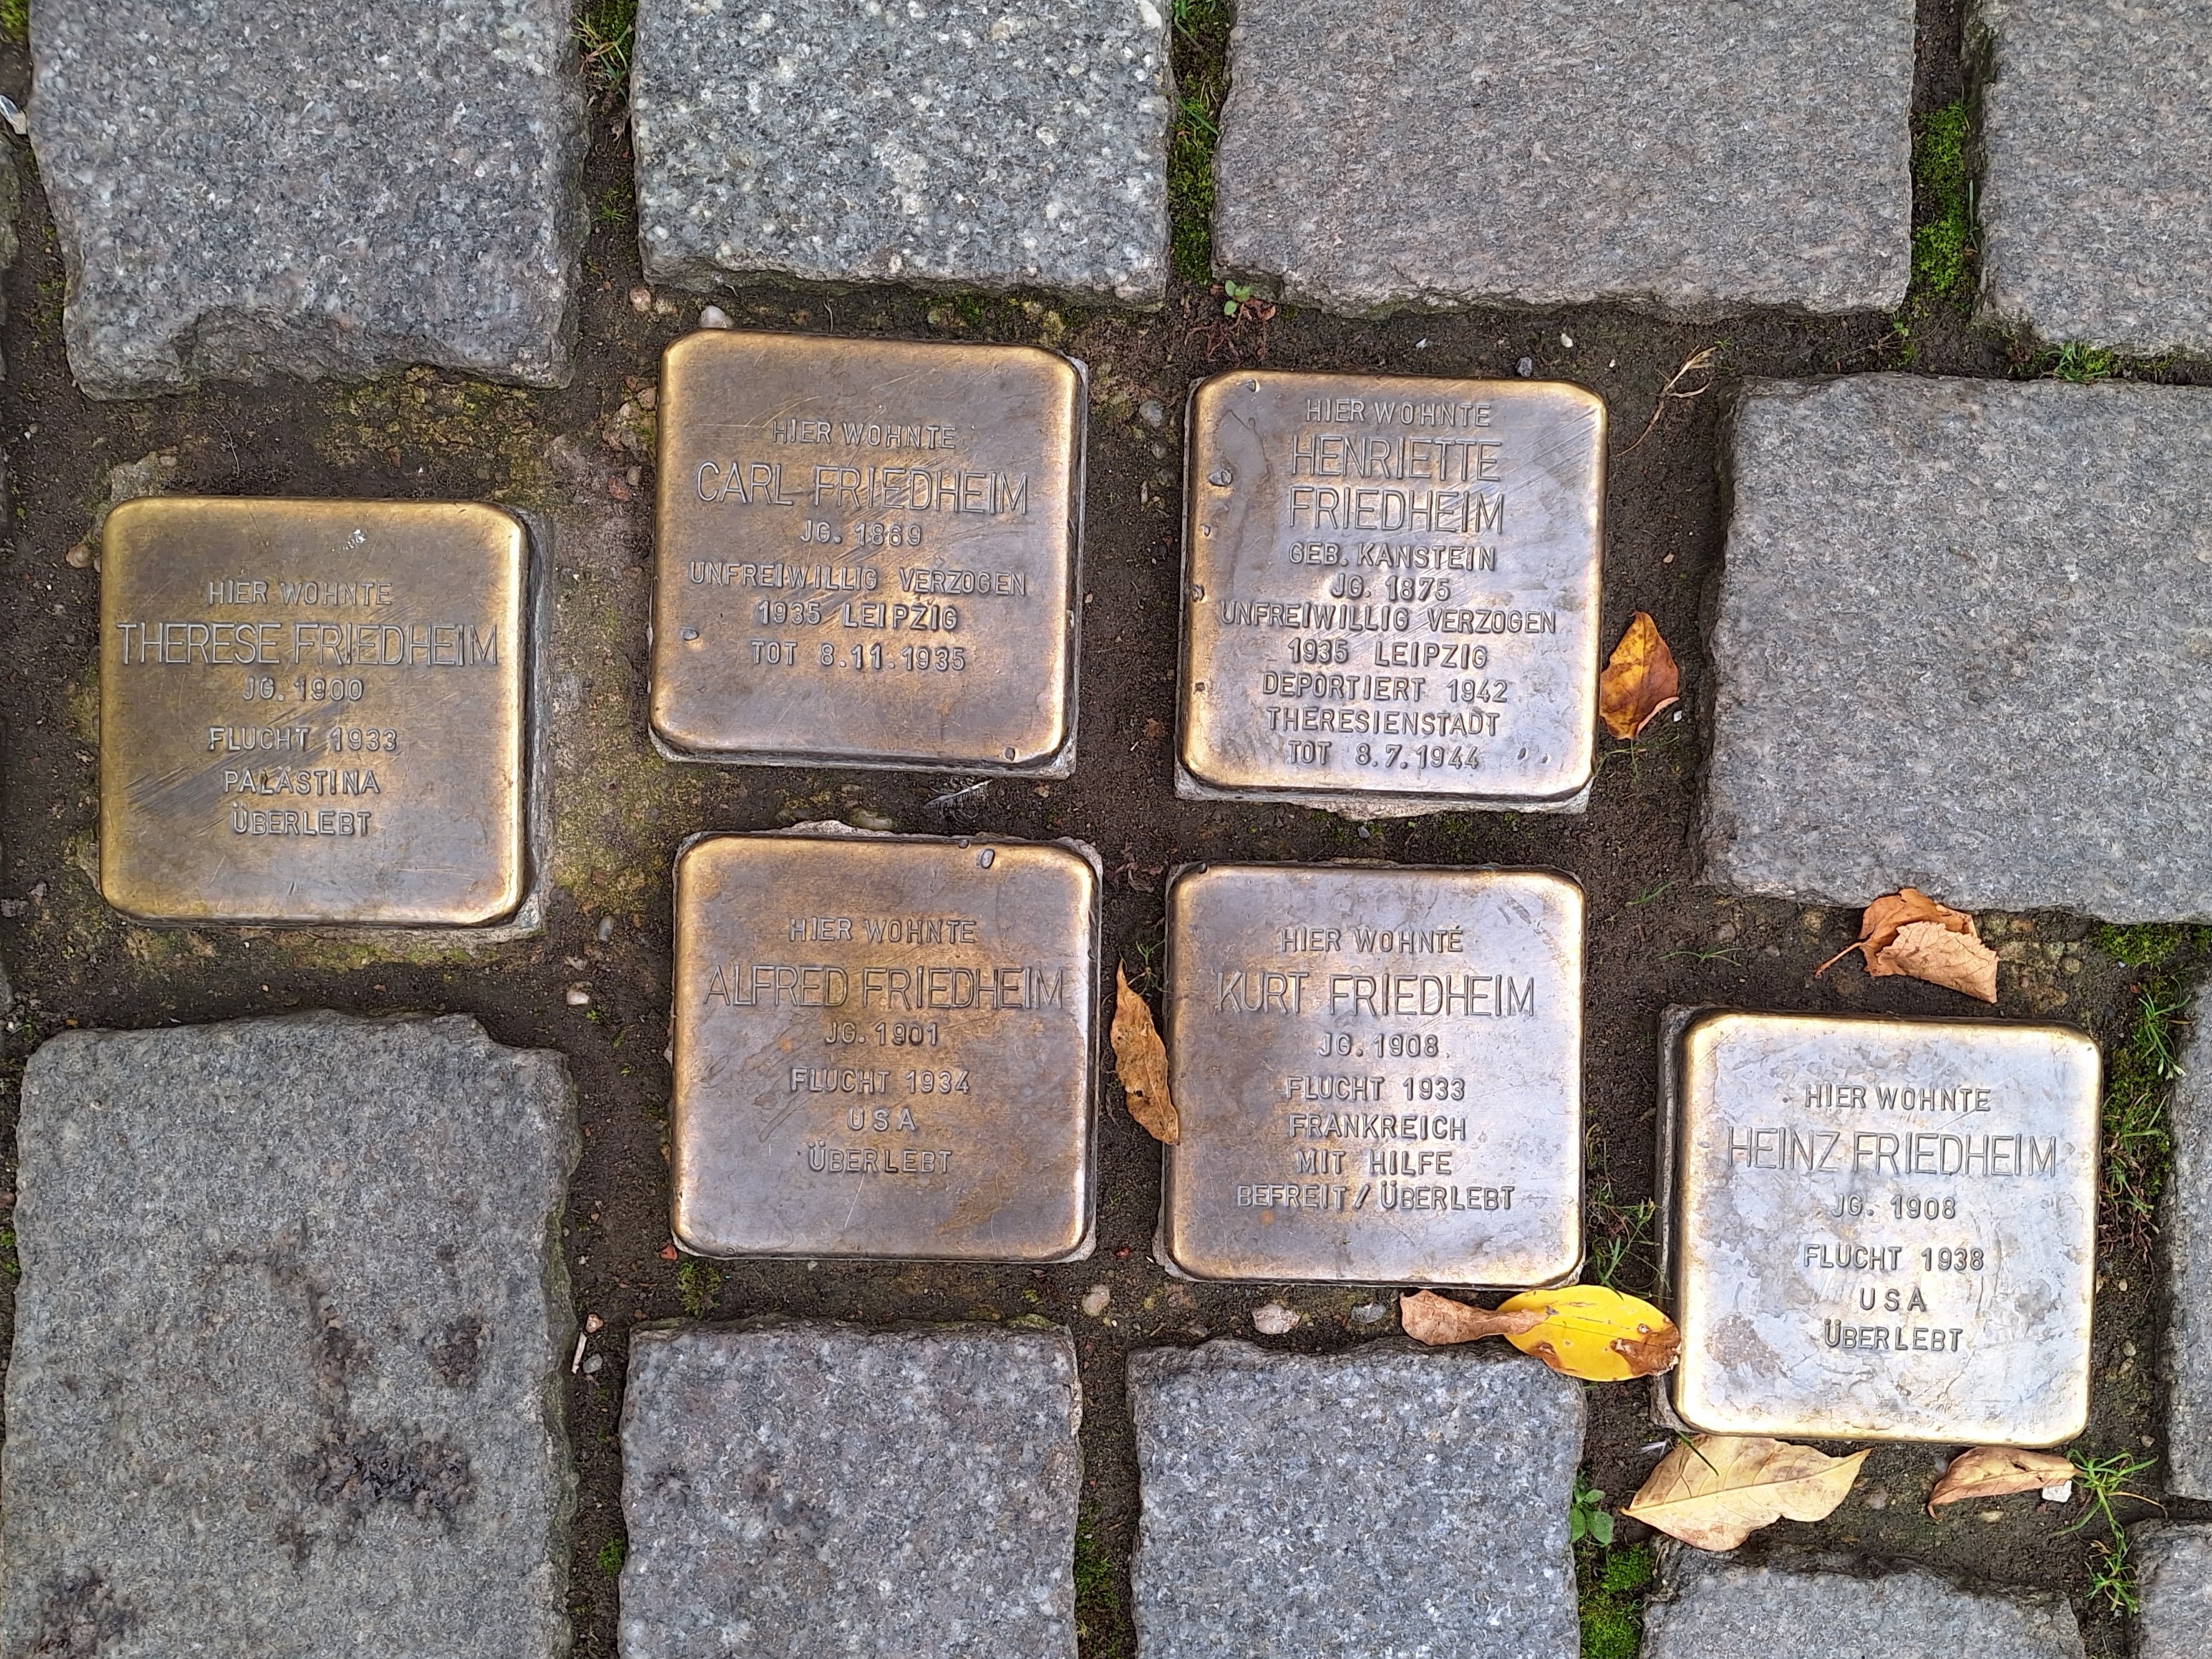 HIER WOHNTE
THERESE FRIEDHEIM
JG. 1900
FLUCHT 1933
PALÄSTINA
ÜBERLEBT
HIER WOHNTE
CARL FRIEDHEIM
JG. 1869
UNFREIWILLIG VERZOGEN
1935 LEIPZIG
TOT 8.11.1935
HIER WOHNTE
HENRIETTE
FRIEDHEIM
GEB. KANSTEIN
JG. 1875
UNFREIWILLIG VERZOGEN
1935 LEIPZIG
DEPORTIERT 1942
THERESIENSTADT
TOT 8.7.1944
HIER WOHNTE
ALFRED FRIEDHEIM
JG. 1901
FLUCHT 1934
USA
ÜBERLEBT
HIER WOHNTE
KURT FRIEDHEIM
JG. 1908
FLUCHT 1933
FRANKREICH
MIT HILFE
BEFREIT / ÜBERLEBT
HIER WOHNTE
HEINZ FRIEDHEIM
JG. 1908
FLUCHT 1938
USA
ÜBERLEBT